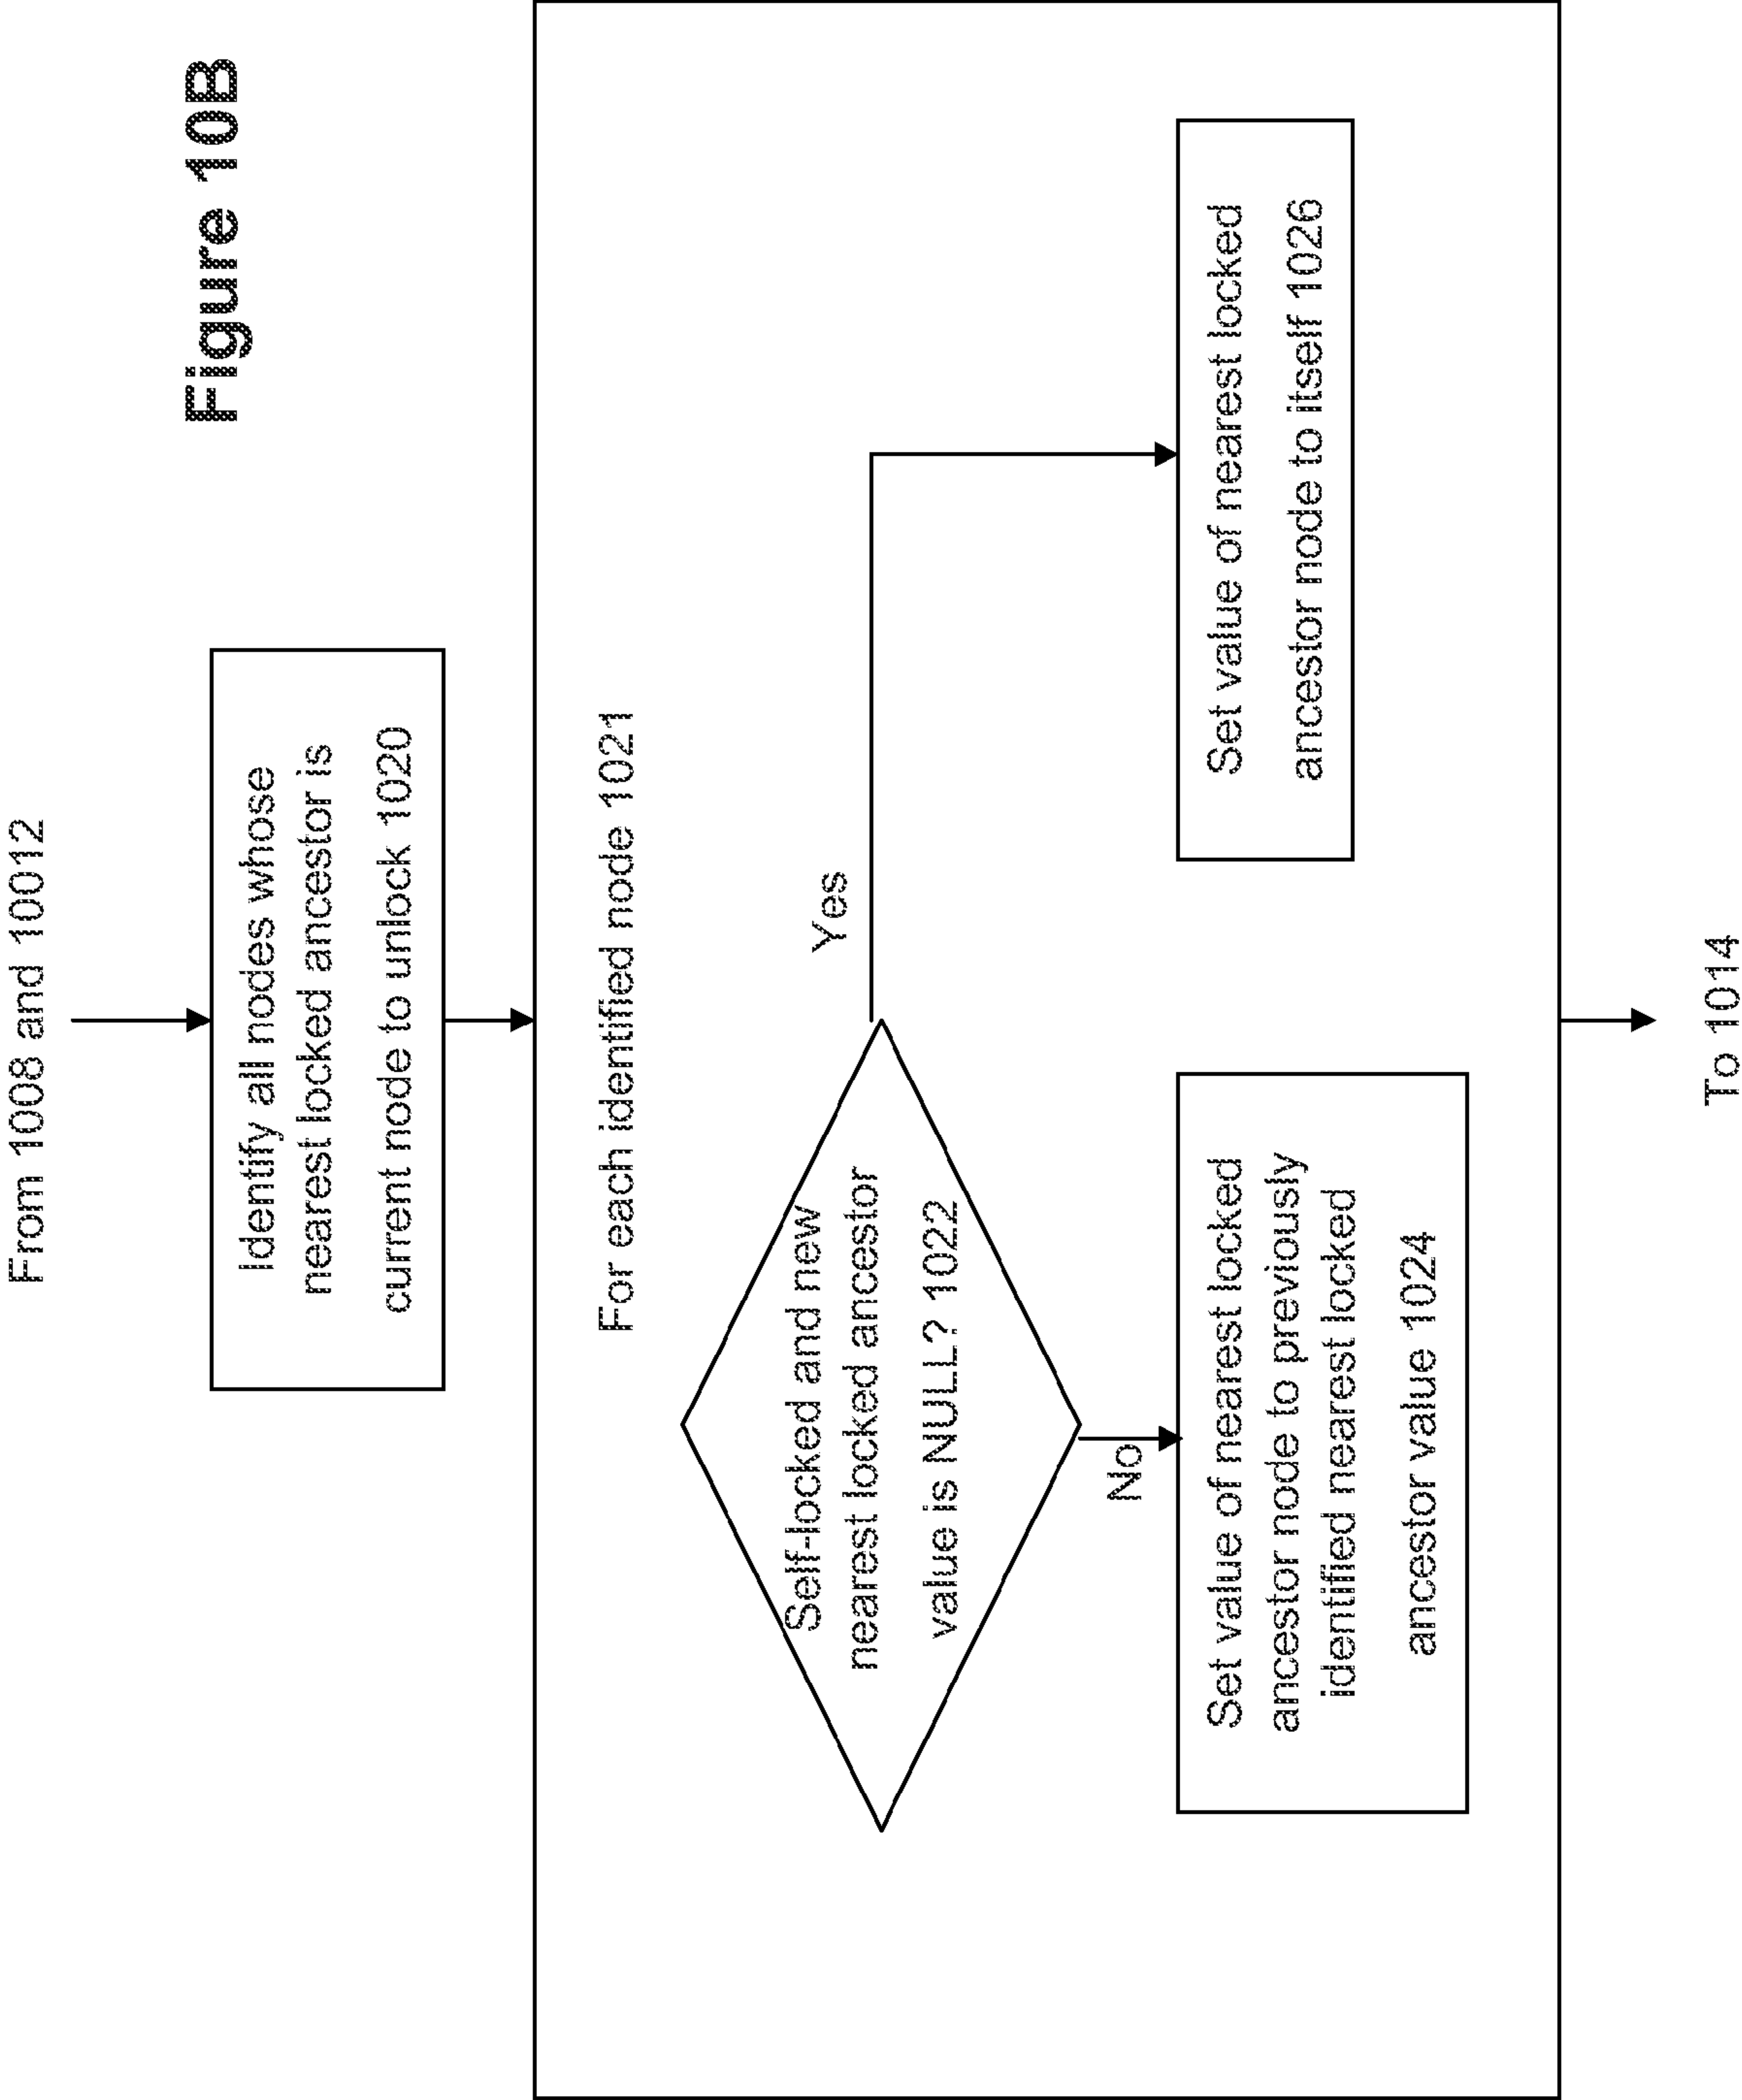 From 1008 and 10012
Figure 10B
Identify all nodes whose
nearest locked ancestor is
current node to unlock 1020
For each identified node 1021
Self-locked and new
nearest locked ancestor
value is NULL? 1022
Yes
No
Set value of nearest locked
ancestor node to previously
identified nearest locked
ancestor value 1024
Set value of nearest locked
ancestor node to itself 1026
To 1014